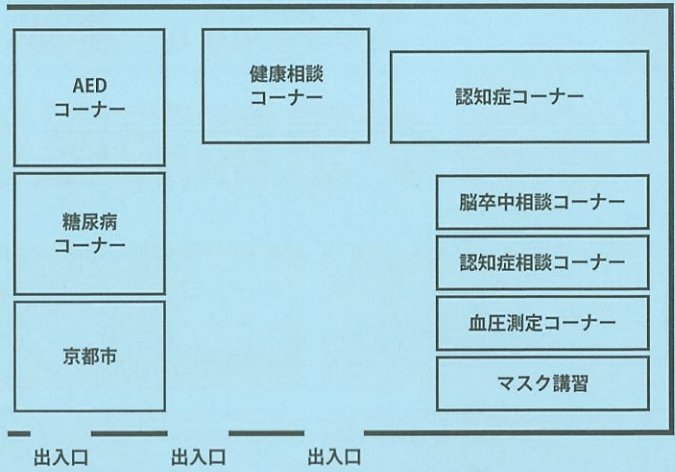 AED
コーナー
健康相談
コーナー
認知症コーナー
糖尿病
コーナー
京都市
脳卒中相談コーナー
認知症相談コーナー
血圧測定コーナー
マスク講習
出入口
出入口
出入口